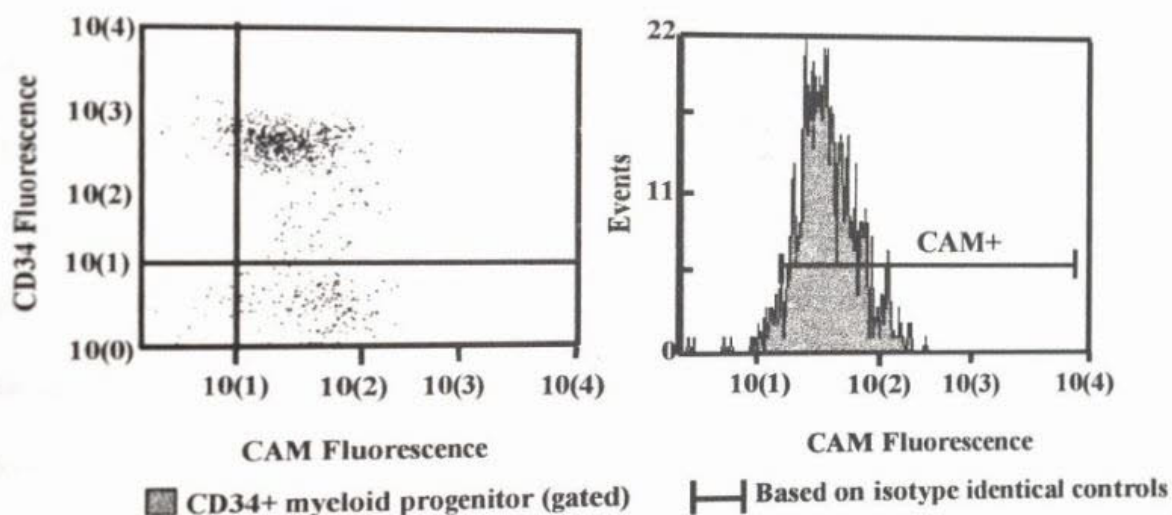 10(4)
10(3)
10(2)
10(1)
10(0)
CD34 Fluorescence
10(1) 10(2) 10(3) 10(4)
CAM Fluorescence
CD34+ myeloid progenitor (gated)
22
11
0
Events
CAM+
10(1) 10(2) 10(3) 10(4)
CAM Fluorescence
Based on isotype identical controls